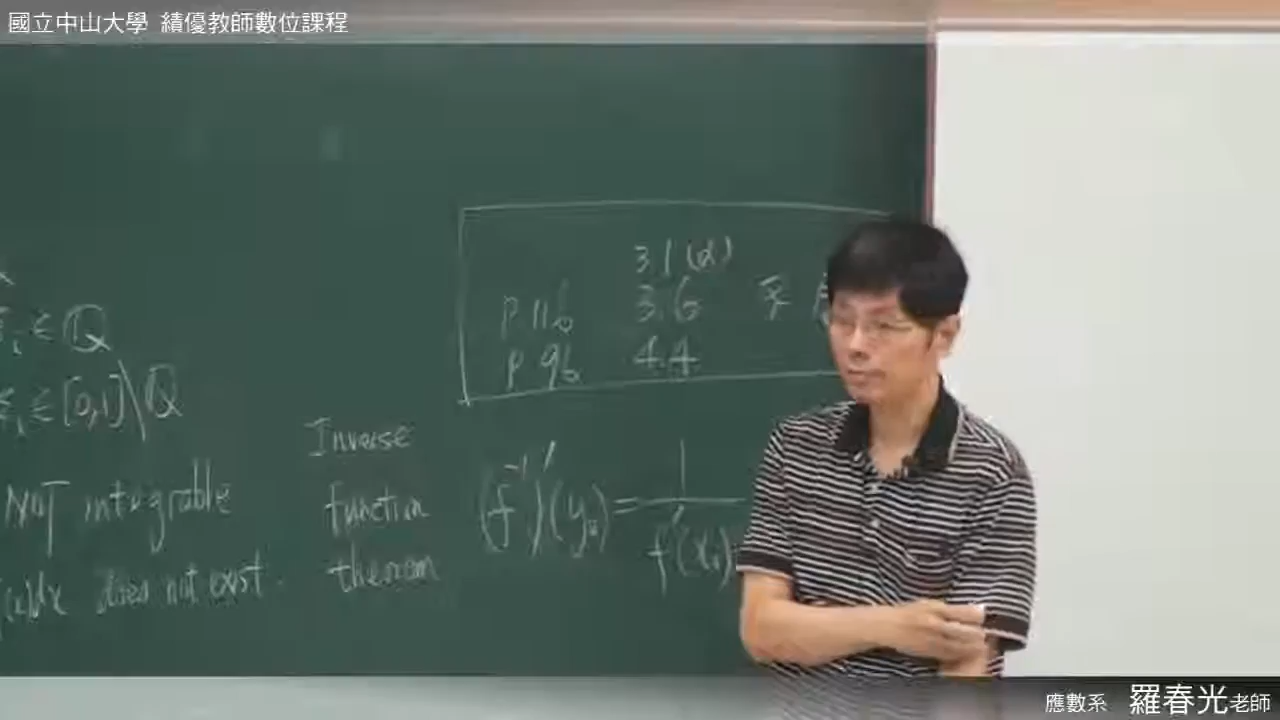 國立中山大學 績優教師數位課程
3.1 (d)
p.116 3.6
p.96 4.4
∈ ℚ
∈ [0,1]\ℚ
NOT integrable
(x)dx does not exist.
Inverse
function
theorem
(f⁻¹)'(y₀) = 1 / f'(x₀)
應數系 羅春光老師